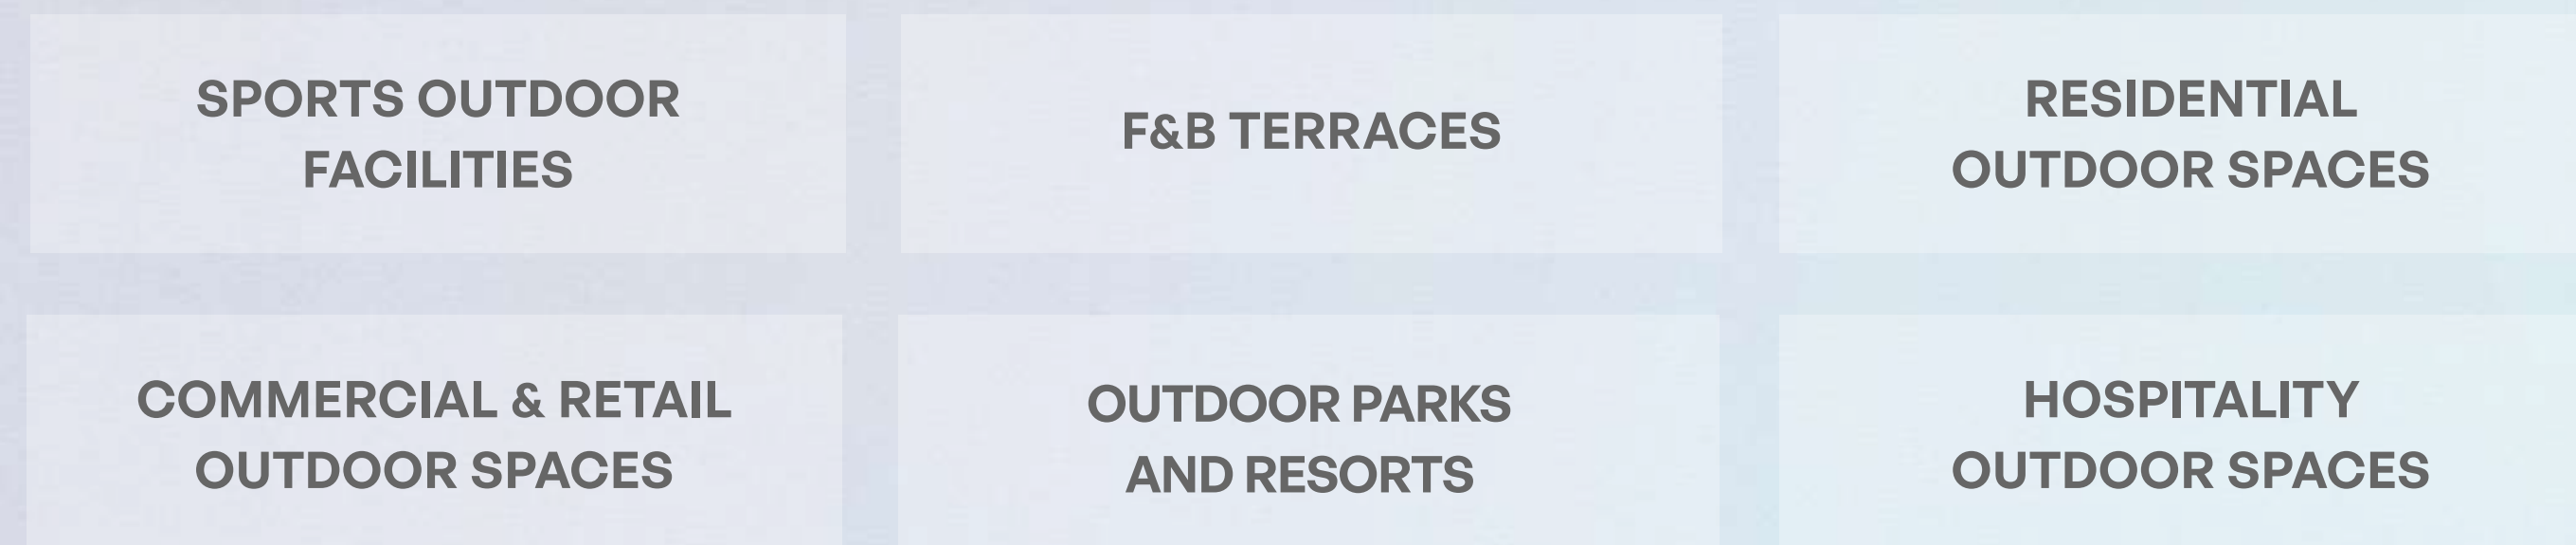 SPORTS OUTDOOR
FACILITIES
F&B TERRACES
RESIDENTIAL
OUTDOOR SPACES
COMMERCIAL & RETAIL
OUTDOOR SPACES
OUTDOOR PARKS
AND RESORTS
HOSPITALITY
OUTDOOR SPACES